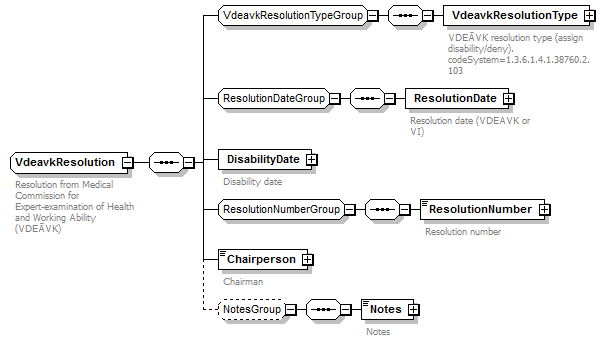 VdeavkResolutionTypeGroup
VdeavkResolutionType
VDEĀVK resolution type (assign
disability/deny).
codeSystem=1.3.6.1.4.1.38760.2.
103
ResolutionDateGroup
ResolutionDate
Resolution date (VDEAVK or
VI)
VdeavkResolution
Resolution from Medical
Commission for
Expert-examination of Health
and Working Ability
(VDEĀVK)
DisabilityDate
Disability date
ResolutionNumberGroup
ResolutionNumber
Resolution number
Chairperson
Chairman
NotesGroup
Notes
Notes